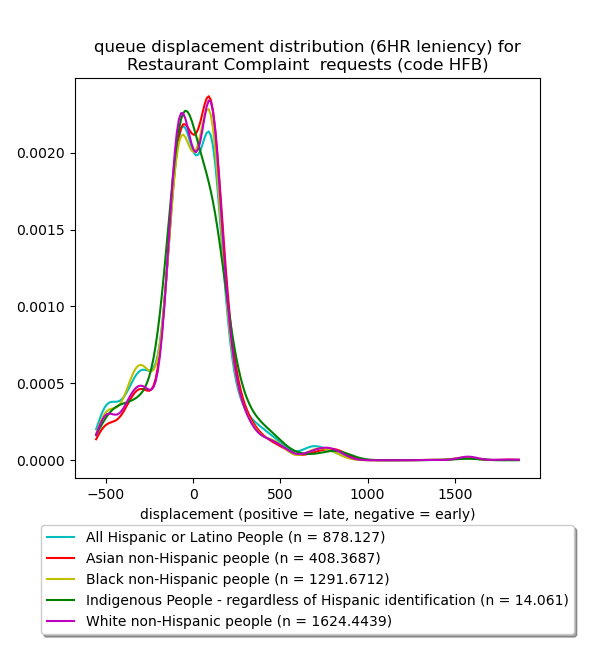 queue displacement distribution (6HR leniency) for
Restaurant Complaint  requests (code HFB)
0.0020
0.0015
0.0010
0.0005
0.0000
−500 0 500 1000 1500
displacement (positive = late, negative = early)
All Hispanic or Latino People (n = 878.127)
Asian non-Hispanic people (n = 408.3687)
Black non-Hispanic people (n = 1291.6712)
Indigenous People - regardless of Hispanic identification (n = 14.061)
White non-Hispanic people (n = 1624.4439)